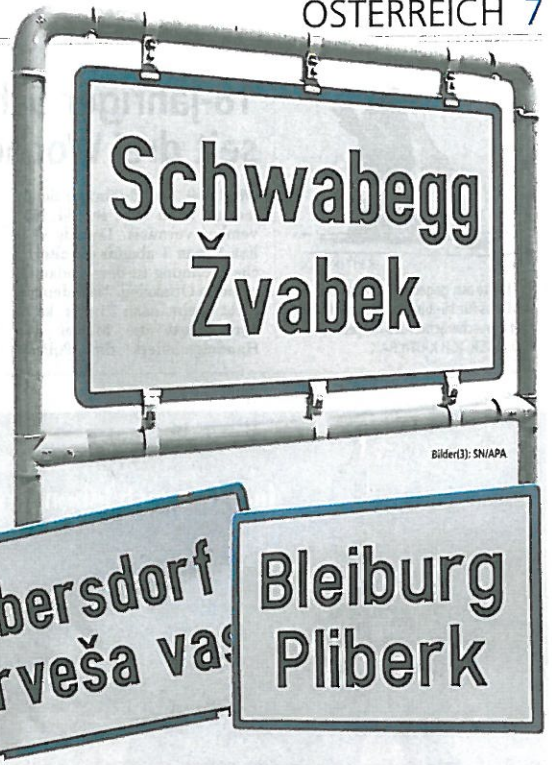 ÖSTERREICH 7
Schwabegg
Žvabek
Bilder(3): SN/APA
bersdorf
rveša vas
Bleiburg
Pliberk